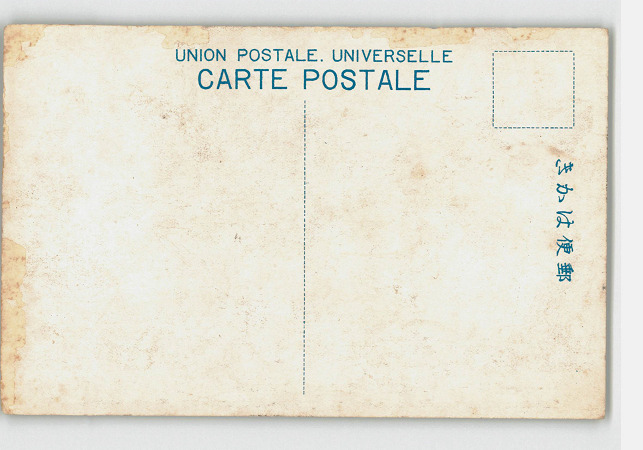 UNION POSTALE. UNIVERSELLE
CARTE POSTALE
郵便はかき